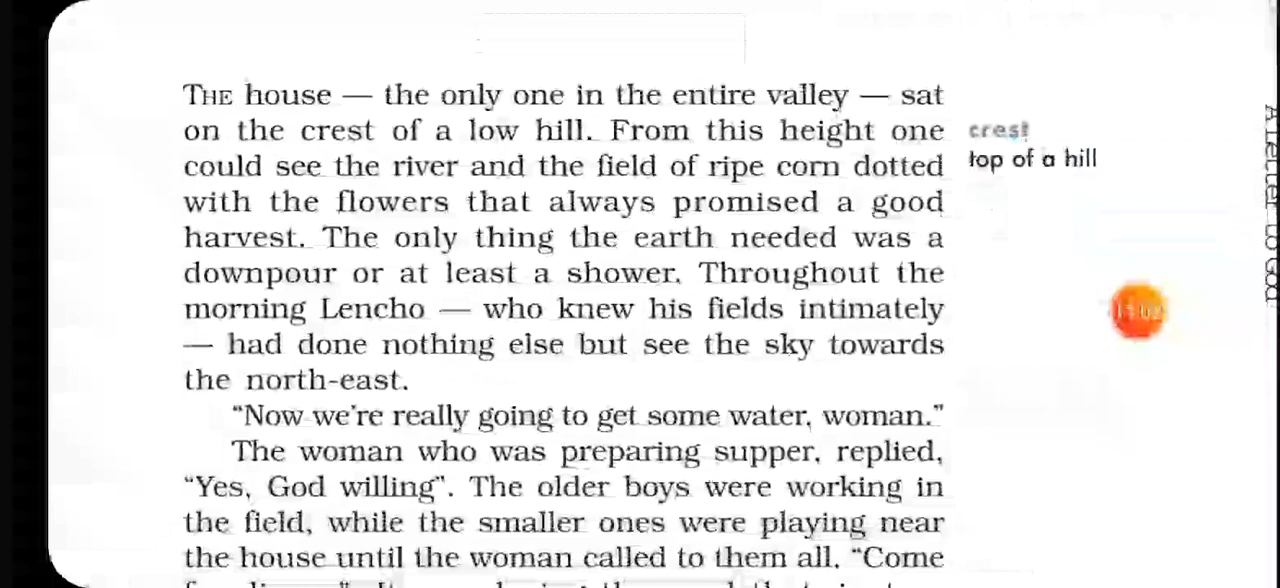 THE house — the only one in the entire valley — sat
on the crest of a low hill. From this height one
could see the river and the field of ripe corn dotted
with the flowers that always promised a good
harvest. The only thing the earth needed was a
downpour or at least a shower. Throughout the
morning Lencho — who knew his fields intimately
— had done nothing else but see the sky towards
the north-east.
“Now we're really going to get some water, woman.”
The woman who was preparing supper, replied,
“Yes, God willing”. The older boys were working in
the field, while the smaller ones were playing near
the house until the woman called to them all. “Come
crest
top of a hill
A Letter to God